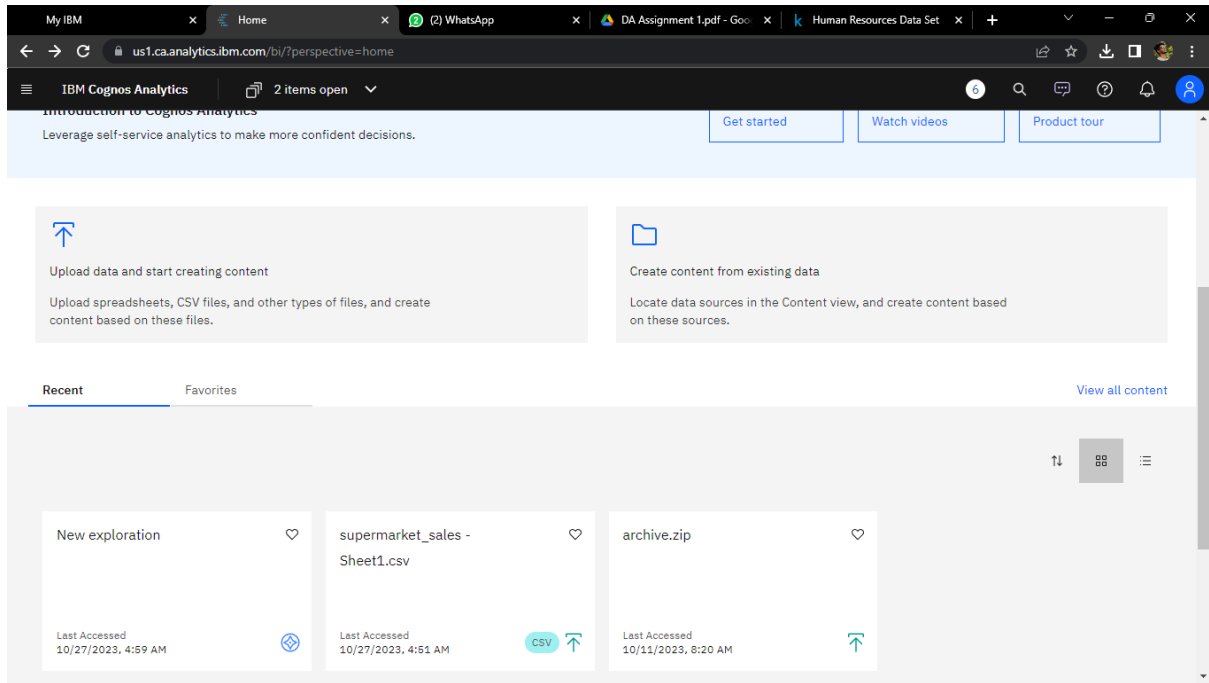 My IBM
Home
(2) WhatsApp
DA Assignment 1.pdf - Goo
Human Resources Data Set
us1.ca.analytics.ibm.com/bi/?perspective=home
IBM Cognos Analytics
2 items open
6
Introduction to Cognos Analytics
Leverage self-service analytics to make more confident decisions.
Get started
Watch videos
Product tour
Upload data and start creating content
Upload spreadsheets, CSV files, and other types of files, and create
content based on these files.
Create content from existing data
Locate data sources in the Content view, and create content based
on these sources.
Recent
Favorites
View all content
New exploration
Last Accessed
10/27/2023, 4:59 AM
supermarket_sales -
Sheet1.csv
Last Accessed
10/27/2023, 4:51 AM
CSV
archive.zip
Last Accessed
10/11/2023, 8:20 AM